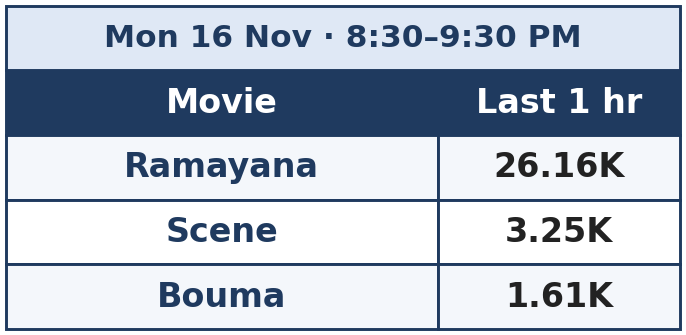 Mon 16 Nov · 8:30–9:30 PM
Movie Last 1 hr
Ramayana 26.16K
Scene 3.25K
Bouma 1.61K